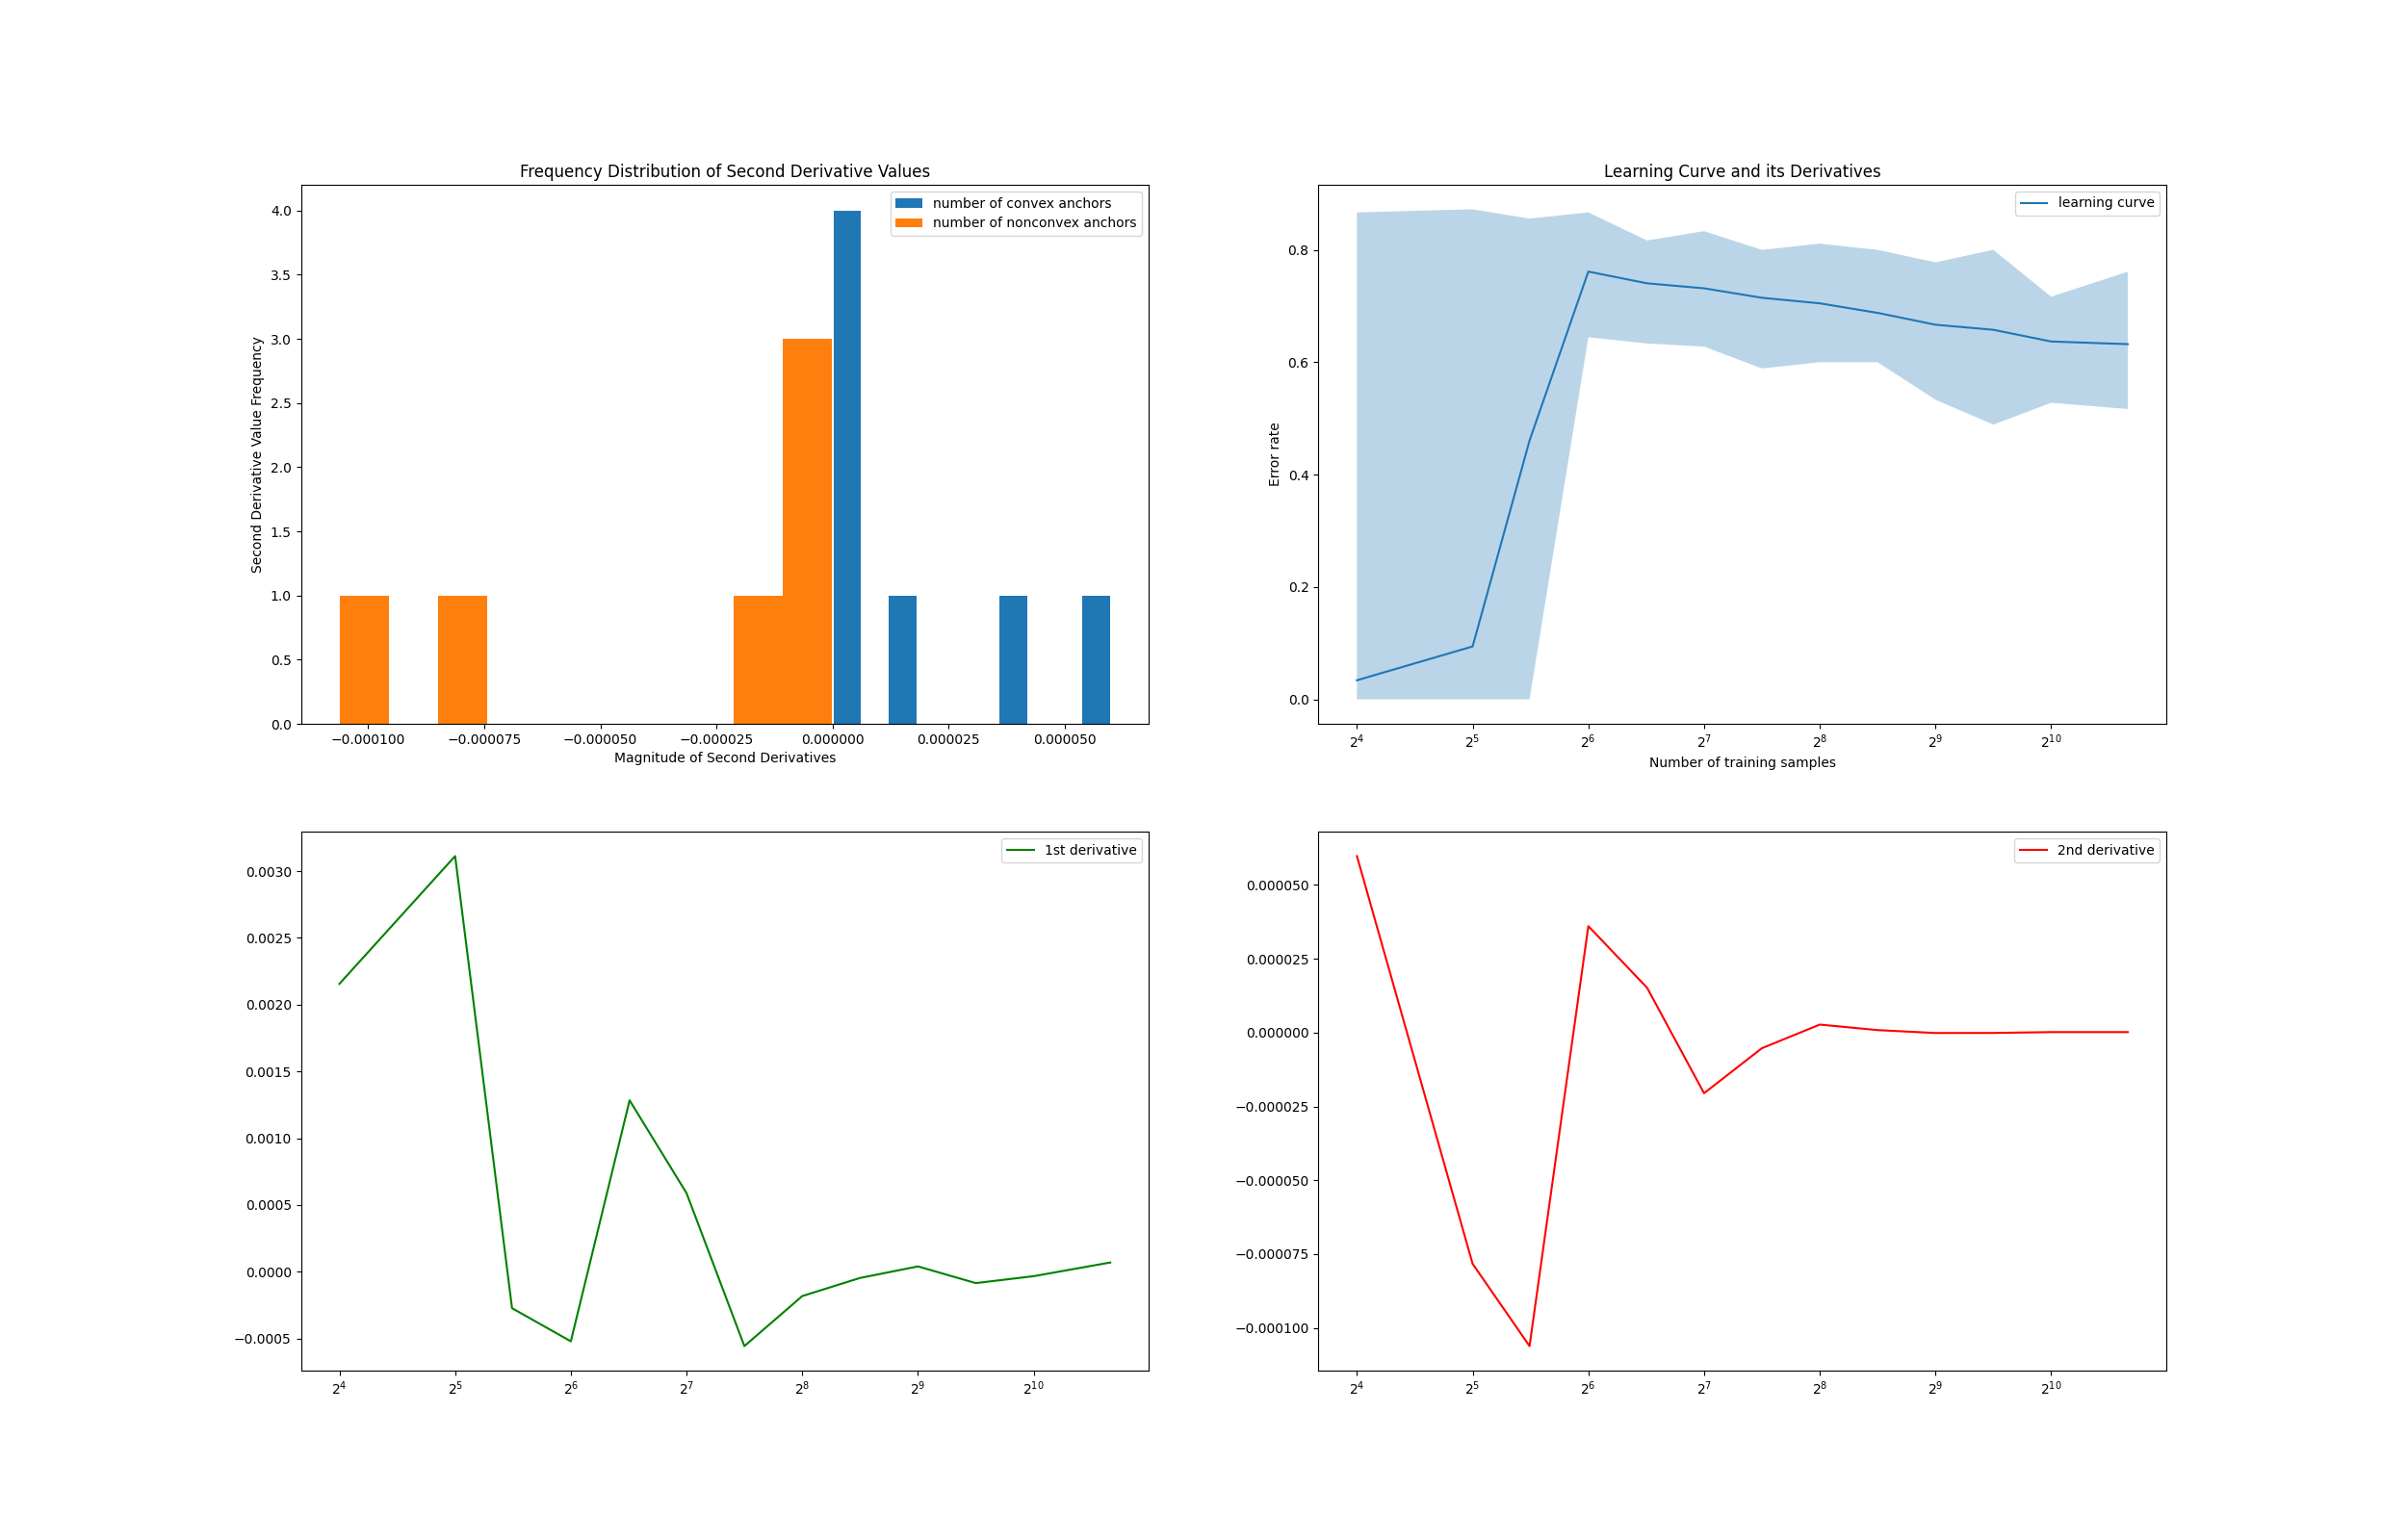 Frequency Distribution of Second Derivative Values
number of convex anchors
number of nonconvex anchors
4.0
3.5
3.0
2.5
2.0
1.5
1.0
0.5
0.0
Second Derivative Value Frequency
−0.000100 −0.000075 −0.000050 −0.000025 0.000000 0.000025 0.000050
Magnitude of Second Derivatives
Learning Curve and its Derivatives
learning curve
0.8
0.6
0.4
0.2
0.0
Error rate
2⁴ 2⁵ 2⁶ 2⁷ 2⁸ 2⁹ 2¹⁰
Number of training samples
1st derivative
0.0030
0.0025
0.0020
0.0015
0.0010
0.0005
0.0000
−0.0005
2⁴ 2⁵ 2⁶ 2⁷ 2⁸ 2⁹ 2¹⁰
2nd derivative
0.000050
0.000025
0.000000
−0.000025
−0.000050
−0.000075
−0.000100
2⁴ 2⁵ 2⁶ 2⁷ 2⁸ 2⁹ 2¹⁰